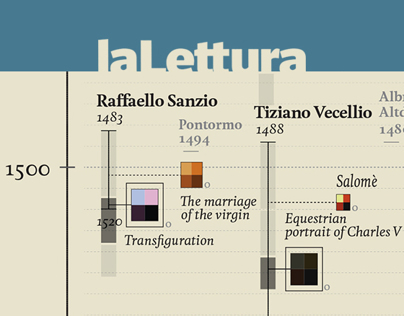 laLettura
Raffaello Sanzio
1483
Pontormo
1494
Tiziano Vecellio
1488
Alb
Altd
148
1500
1520
The marriage
of the virgin
Transfiguration
Salomè
Equestrian
portrait of Charles V